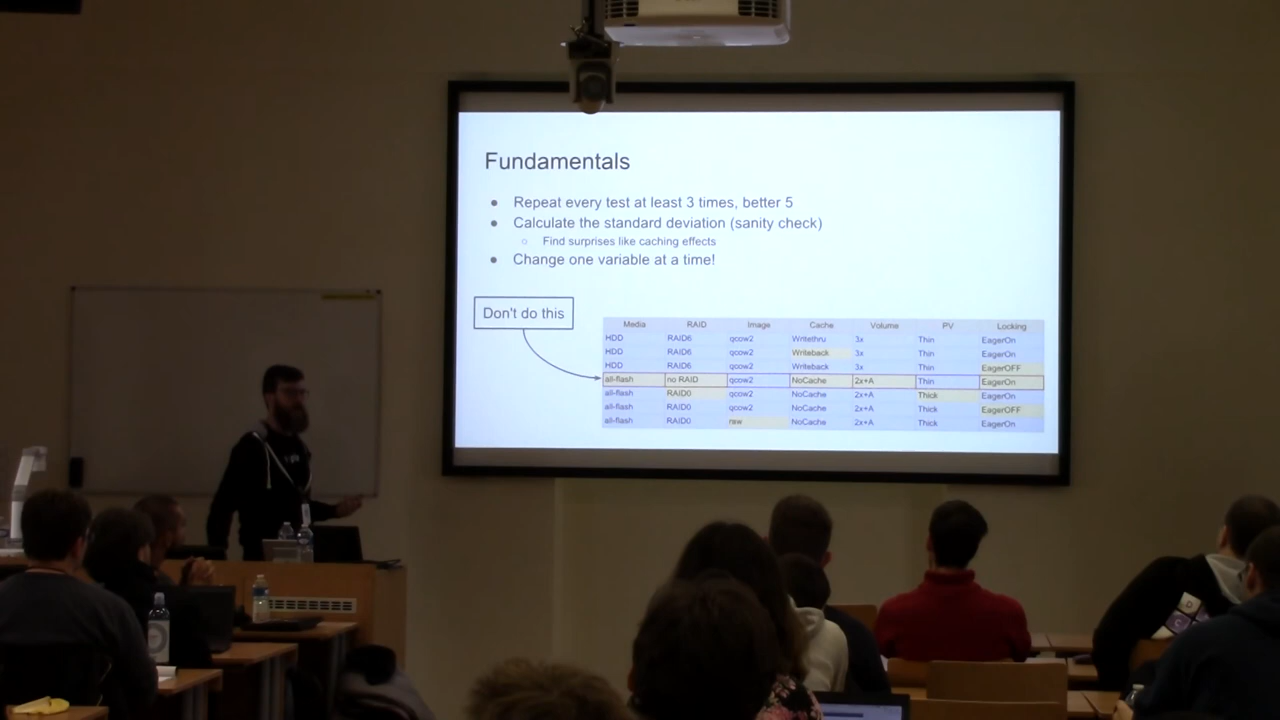 Fundamentals
● Repeat every test at least 3 times, better 5
● Calculate the standard deviation (sanity check)
○ Find surprises like caching effects
● Change one variable at a time!
Don't do this
Media RAID Image Cache Volume PV Locking
HDD RAID6 qcow2 Writethru 3x Thin EagerOn
HDD RAID6 qcow2 Writeback 3x Thin EagerOn
HDD RAID6 qcow2 Writeback 3x Thin EagerOFF
all-flash no RAID qcow2 NoCache 2x+A Thin EagerOn
all-flash RAID0 qcow2 NoCache 2x+A Thick EagerOn
all-flash RAID0 qcow2 NoCache 2x+A Thick EagerOFF
all-flash RAID0 raw NoCache 2x+A Thick EagerOn